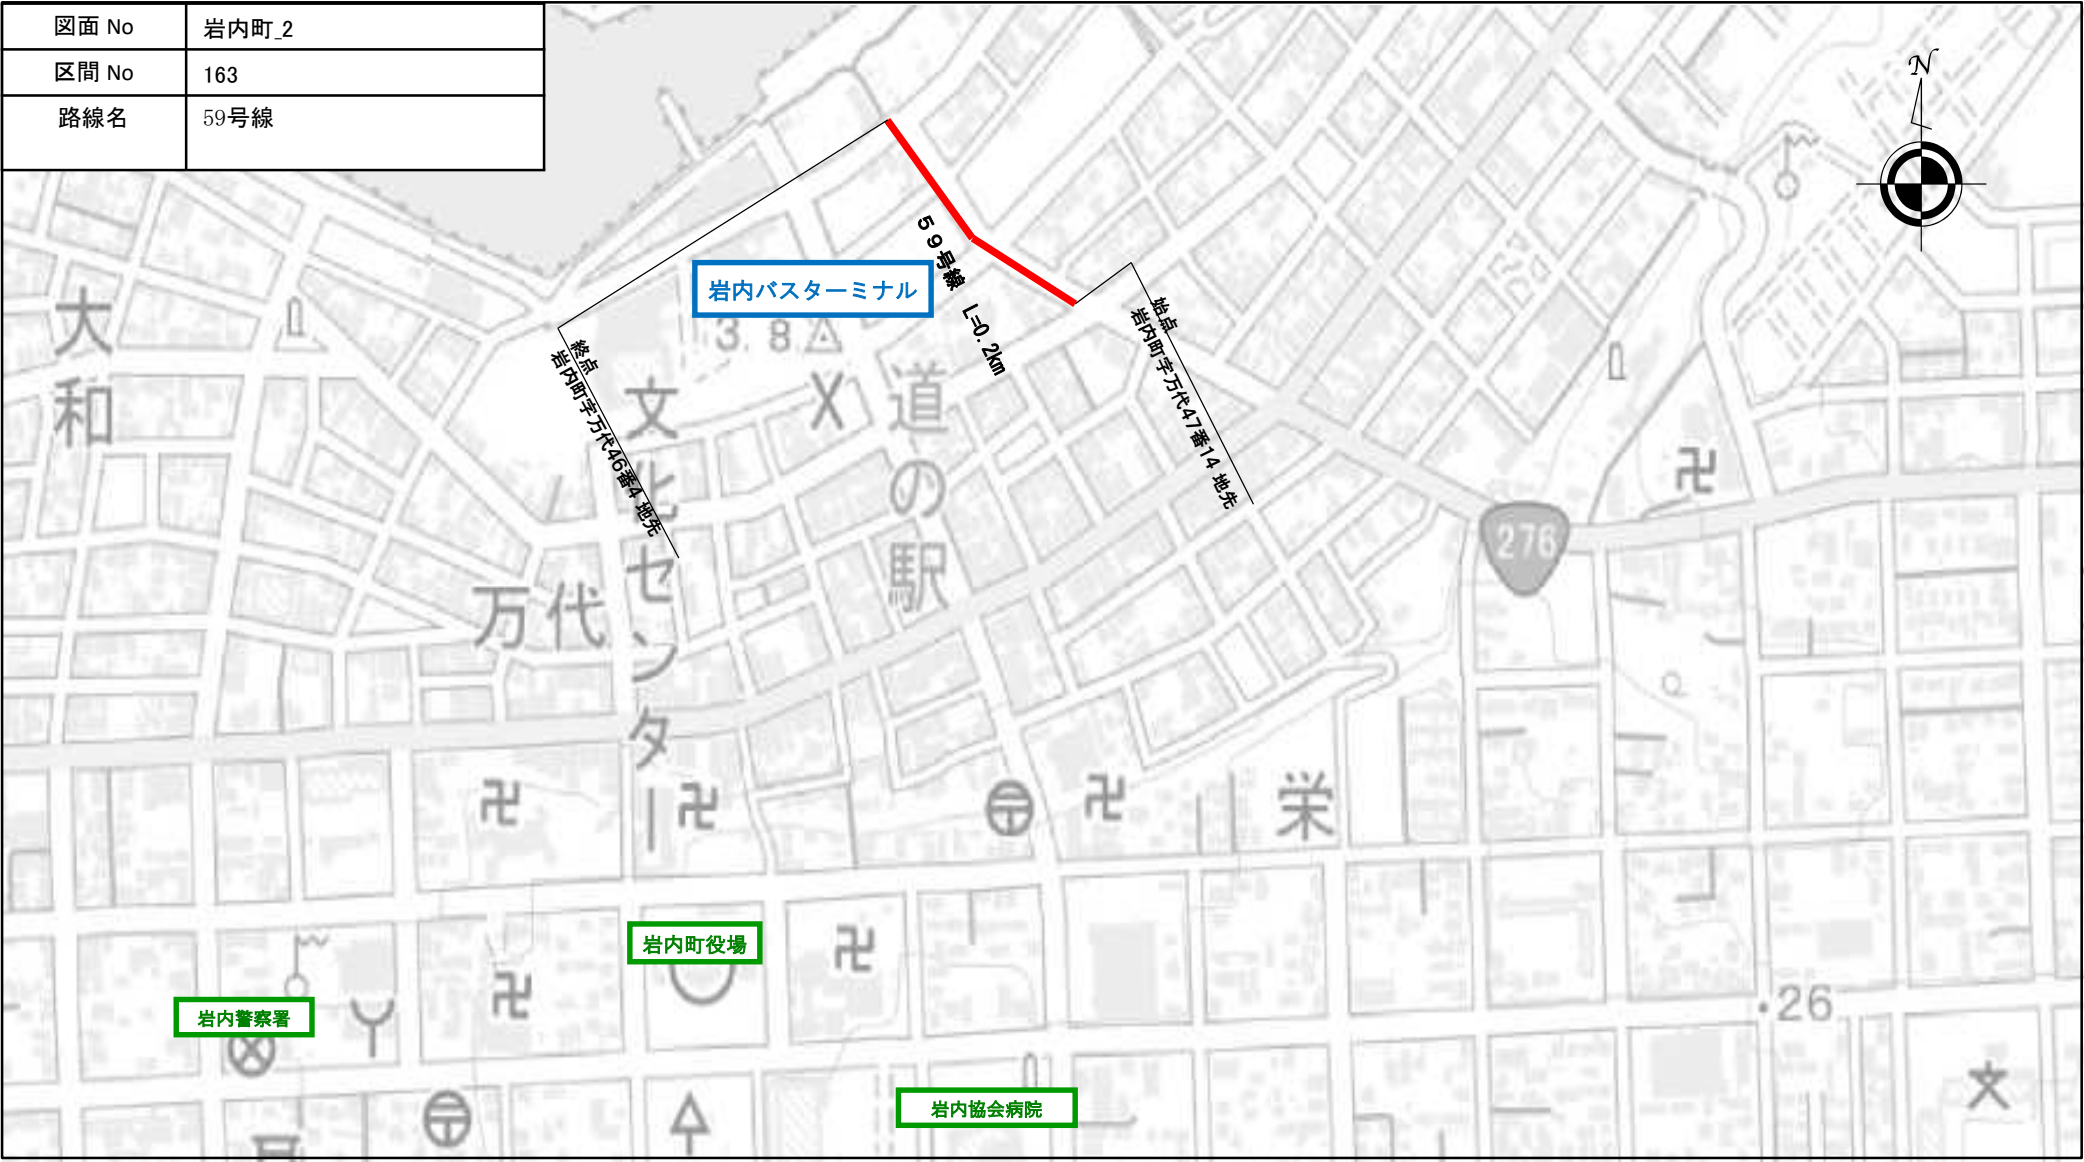 図面 No 岩内町_2
区間 No 163
路線名 59号線
N
59号線 L=0.2km
始点
岩内町字万代47番14 地先
終点
岩内町字万代46番4 地先
岩内バスターミナル
3.8
大和
文化センター
道の駅
万代
276
栄
岩内町役場
岩内警察署
26
岩内協会病院